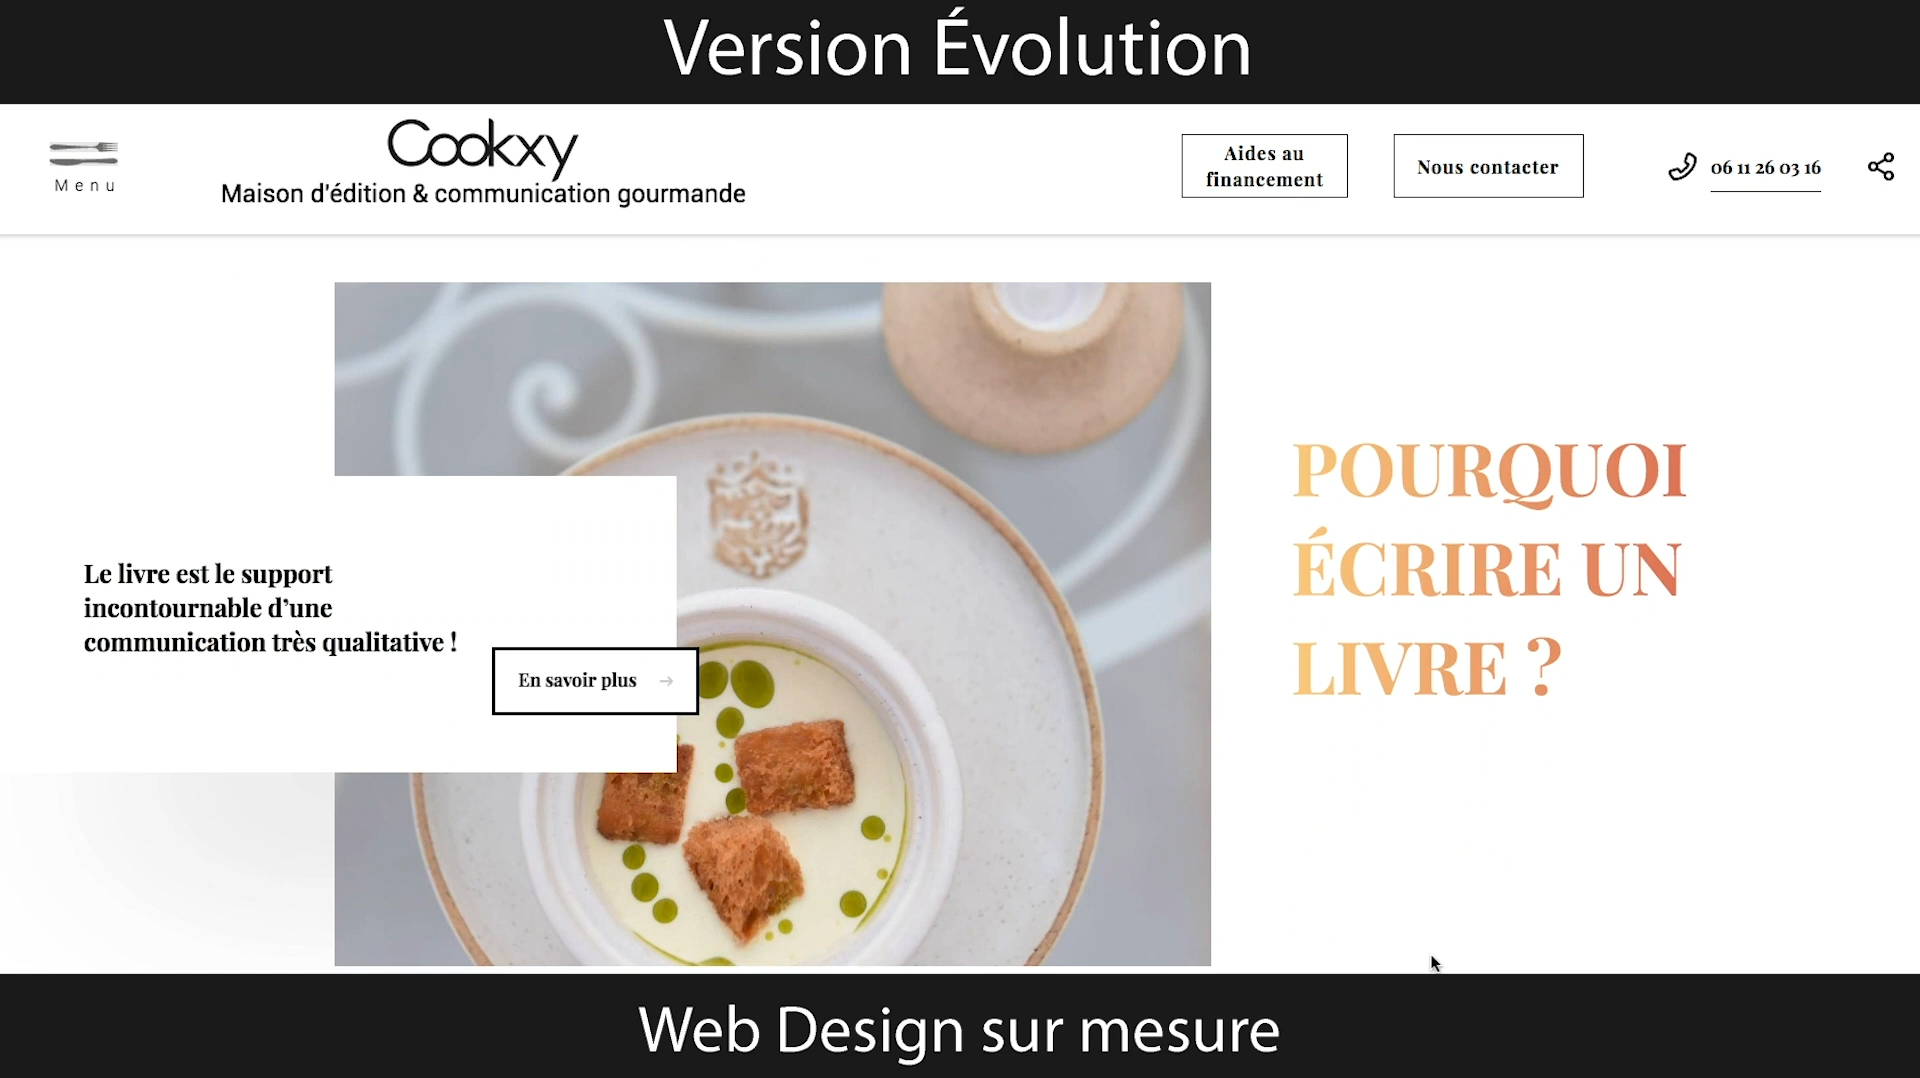 Version Évolution
Menu
Cookxy
Maison d'édition & communication gourmande
Aides au
financement
Nous contacter
06 11 26 03 16
POURQUOI
ÉCRIRE UN
LIVRE ?
Le livre est le support
incontournable d’une
communication très qualitative !
En savoir plus
Web Design sur mesure